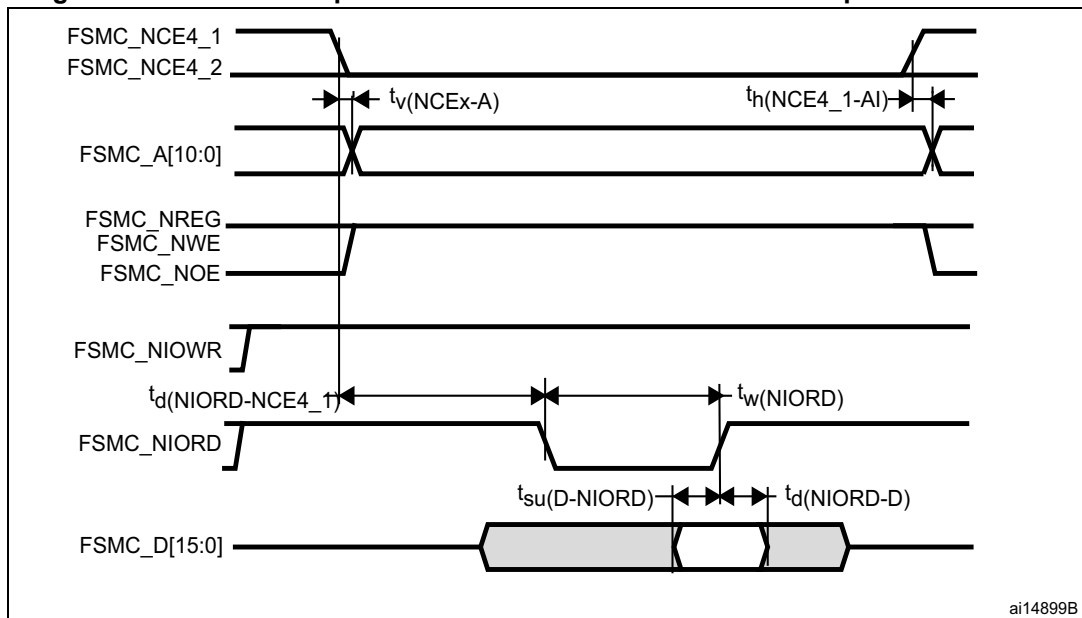 FSMC_NCE4_1
FSMC_NCE4_2
tv(NCEx-A)
th(NCE4_1-AI)
FSMC_A[10:0]
FSMC_NREG
FSMC_NWE
FSMC_NOE
FSMC_NIOWR
td(NIORD-NCE4_1)
tw(NIORD)
FSMC_NIORD
tsu(D-NIORD)
td(NIORD-D)
FSMC_D[15:0]
ai14899B